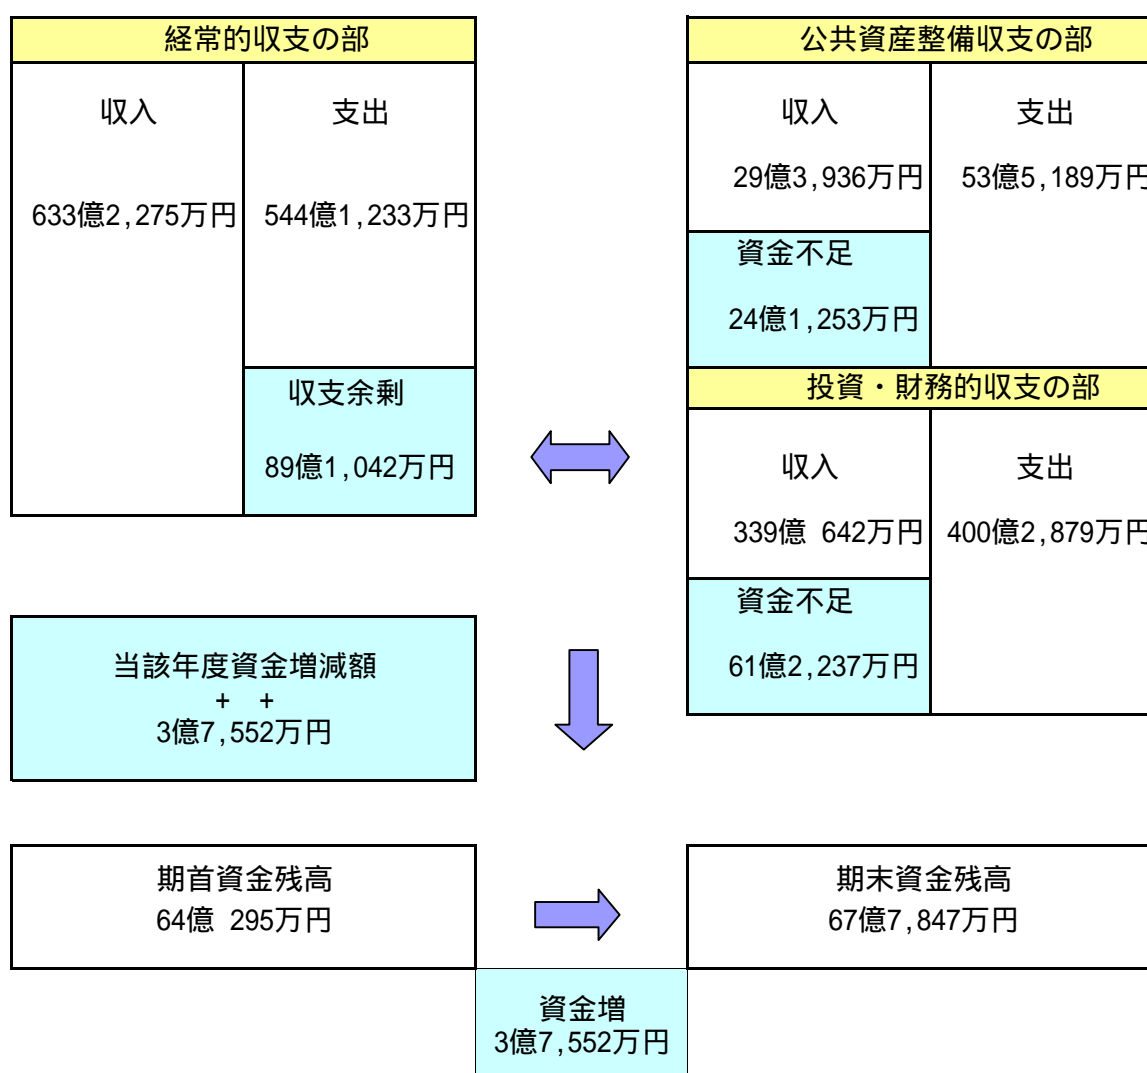 経常的収支の部
収入
支出
633億2,275万円
544億1,233万円
収支余剰
89億1,042万円
公共資産整備収支の部
収入
支出
29億3,936万円
53億5,189万円
資金不足
24億1,253万円
投資・財務的収支の部
収入
支出
339億 642万円
400億2,879万円
資金不足
61億2,237万円
当該年度資金増減額
+ +
3億7,552万円
期首資金残高
64億 295万円
期末資金残高
67億7,847万円
資金増
3億7,552万円